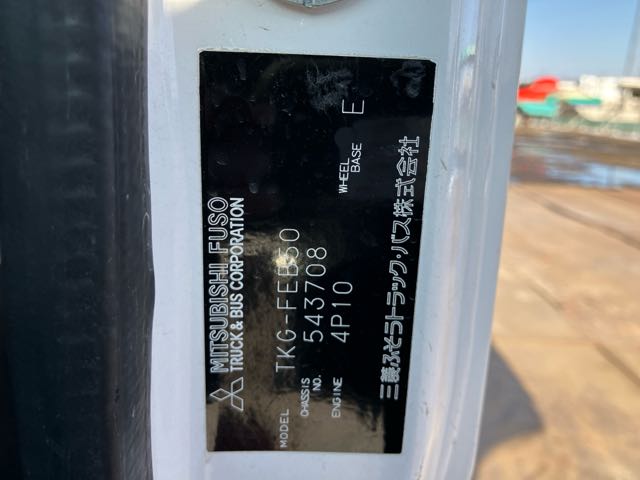 MITSUBISHI FUSO
TRUCK & BUS CORPORATION
MODEL TKG-FEB50
CHASSIS NO. 543708
ENGINE 4P10
WHEEL BASE E
三菱ふそうトラック・バス株式会社